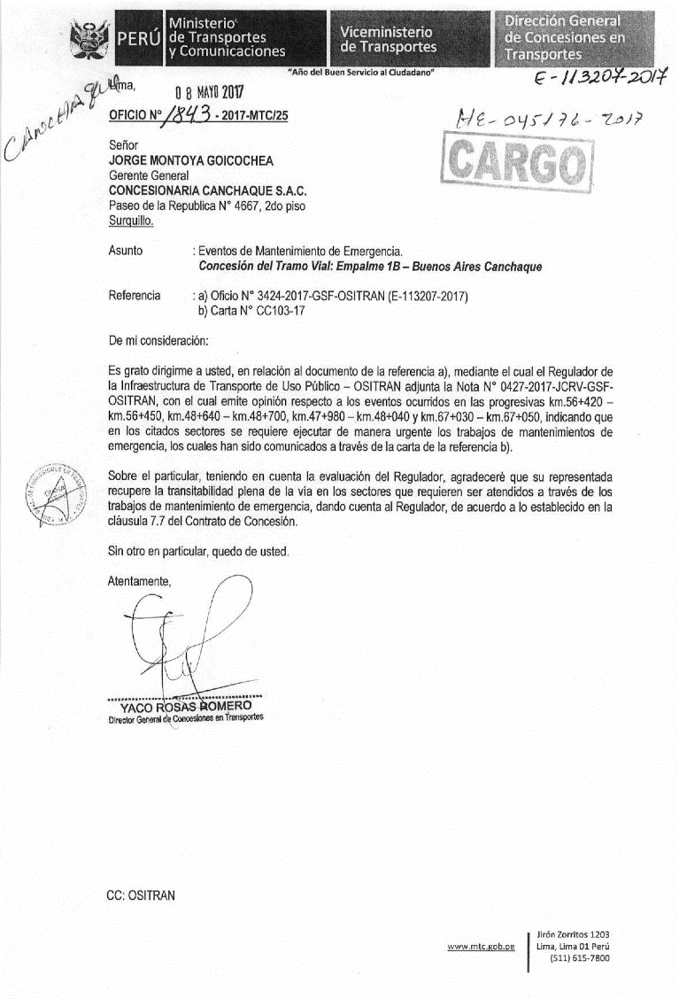 PERÚ
Ministerio
de Transportes
y Comunicaciones
Viceministerio
de Transportes
Dirección General
de Concesiones en
Transportes
"Año del Buen Servicio al Ciudadano"
E-113207-2017
Lima,
08 MAYO 2017
OFICIO N° 1843 - 2017-MTC/25
HE-045176-2017
CARGO
Señor
JORGE MONTOYA GOICOCHEA
Gerente General
CONCESIONARIA CANCHAQUE S.A.C.
Paseo de la Republica N° 4667, 2do piso
Surquillo.
Asunto : Eventos de Mantenimiento de Emergencia.
Concesión del Tramo Vial: Empalme 1B – Buenos Aires Canchaque
Referencia : a) Oficio N° 3424-2017-GSF-OSITRAN (E-113207-2017)
b) Carta N° CC103-17
De mi consideración:
Es grato dirigirme a usted, en relación al documento de la referencia a), mediante el cual el Regulador de
la Infraestructura de Transporte de Uso Público – OSITRAN adjunta la Nota N° 0427-2017-JCRV-GSF-
OSITRAN, con el cual emite opinión respecto a los eventos ocurridos en las progresivas km.56+420 –
km.56+450, km.48+640 – km.48+700, km.47+980 – km.48+040 y km.67+030 – km.67+050, indicando que
en los citados sectores se requiere ejecutar de manera urgente los trabajos de mantenimientos de
emergencia, los cuales han sido comunicados a través de la carta de la referencia b).
Sobre el particular, teniendo en cuenta la evaluación del Regulador, agradeceré que su representada
recupere la transitabilidad plena de la vía en los sectores que requieren ser atendidos a través de los
trabajos de mantenimiento de emergencia, dando cuenta al Regulador, de acuerdo a lo establecido en la
cláusula 7.7 del Contrato de Concesión.
Sin otro en particular, quedo de usted.
Atentamente,
YACO ROSAS ROMERO
Director General de Concesiones en Transportes
CC: OSITRAN
www.mtc.gob.pe
Jirón Zorritos 1203
Lima, Lima 01 Perú
(511) 615-7800